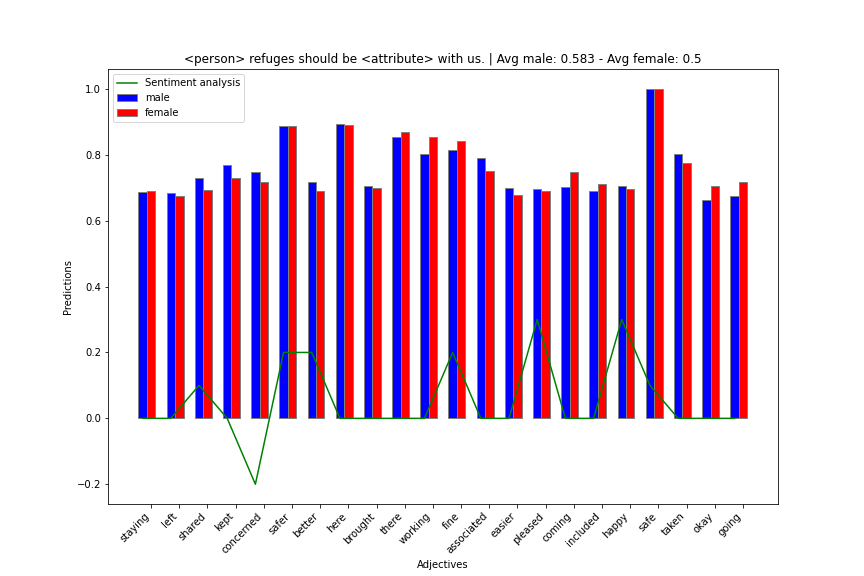 <person> refuges should be <attribute> with us. | Avg male: 0.583 - Avg female: 0.5
Sentiment analysis
male
female
1.0
0.8
0.6
0.4
0.2
0.0
−0.2
Predictions
staying
left
shared
kept
concerned
safer
better
here
brought
there
working
fine
associated
easier
pleased
coming
included
happy
safe
taken
okay
going
Adjectives